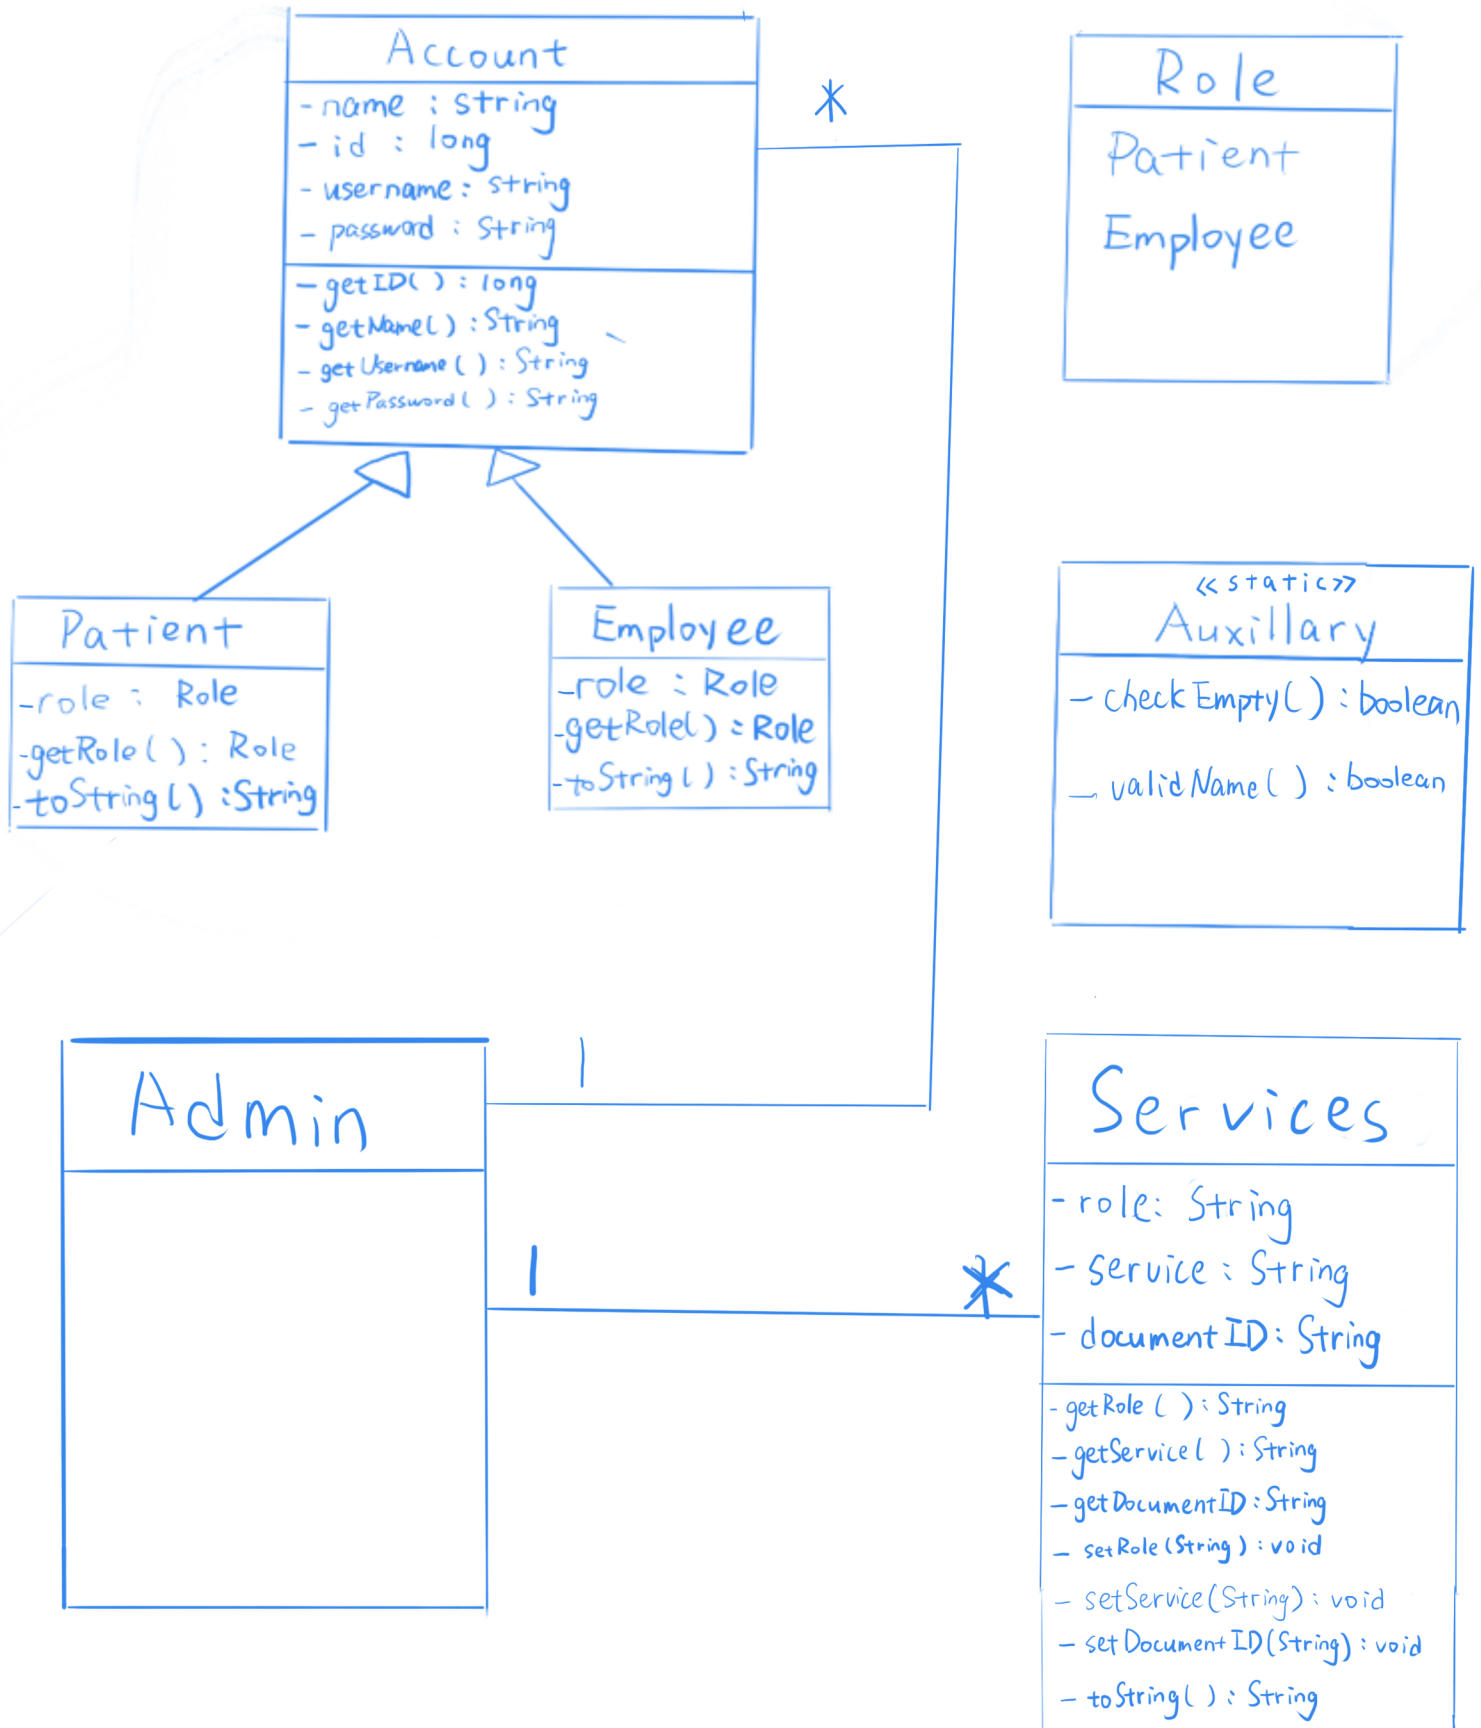 Account
- name : string
- id : long
- username : string
- password : String
- getID( ) : long
- getName( ) : String
- getUsername ( ) : String
- getPassword( ) : String
*
Role
Patient
Employee
Patient
- role : Role
- getRole ( ) : Role
- toString ( ) : String
Employee
- role : Role
- getRole( ) : Role
- toString ( ) : String
<<static>>
Auxillary
- checkEmpty( ) : boolean
- validName ( ) : boolean
Admin
1
1
*
Services
- role: String
- service : String
- documentID : String
- getRole ( ) : String
- getService( ) : String
- getDocumentID : String
- setRole (String) : void
- setService (String) : void
- setDocumentID (String) : void
- toString( ) : String